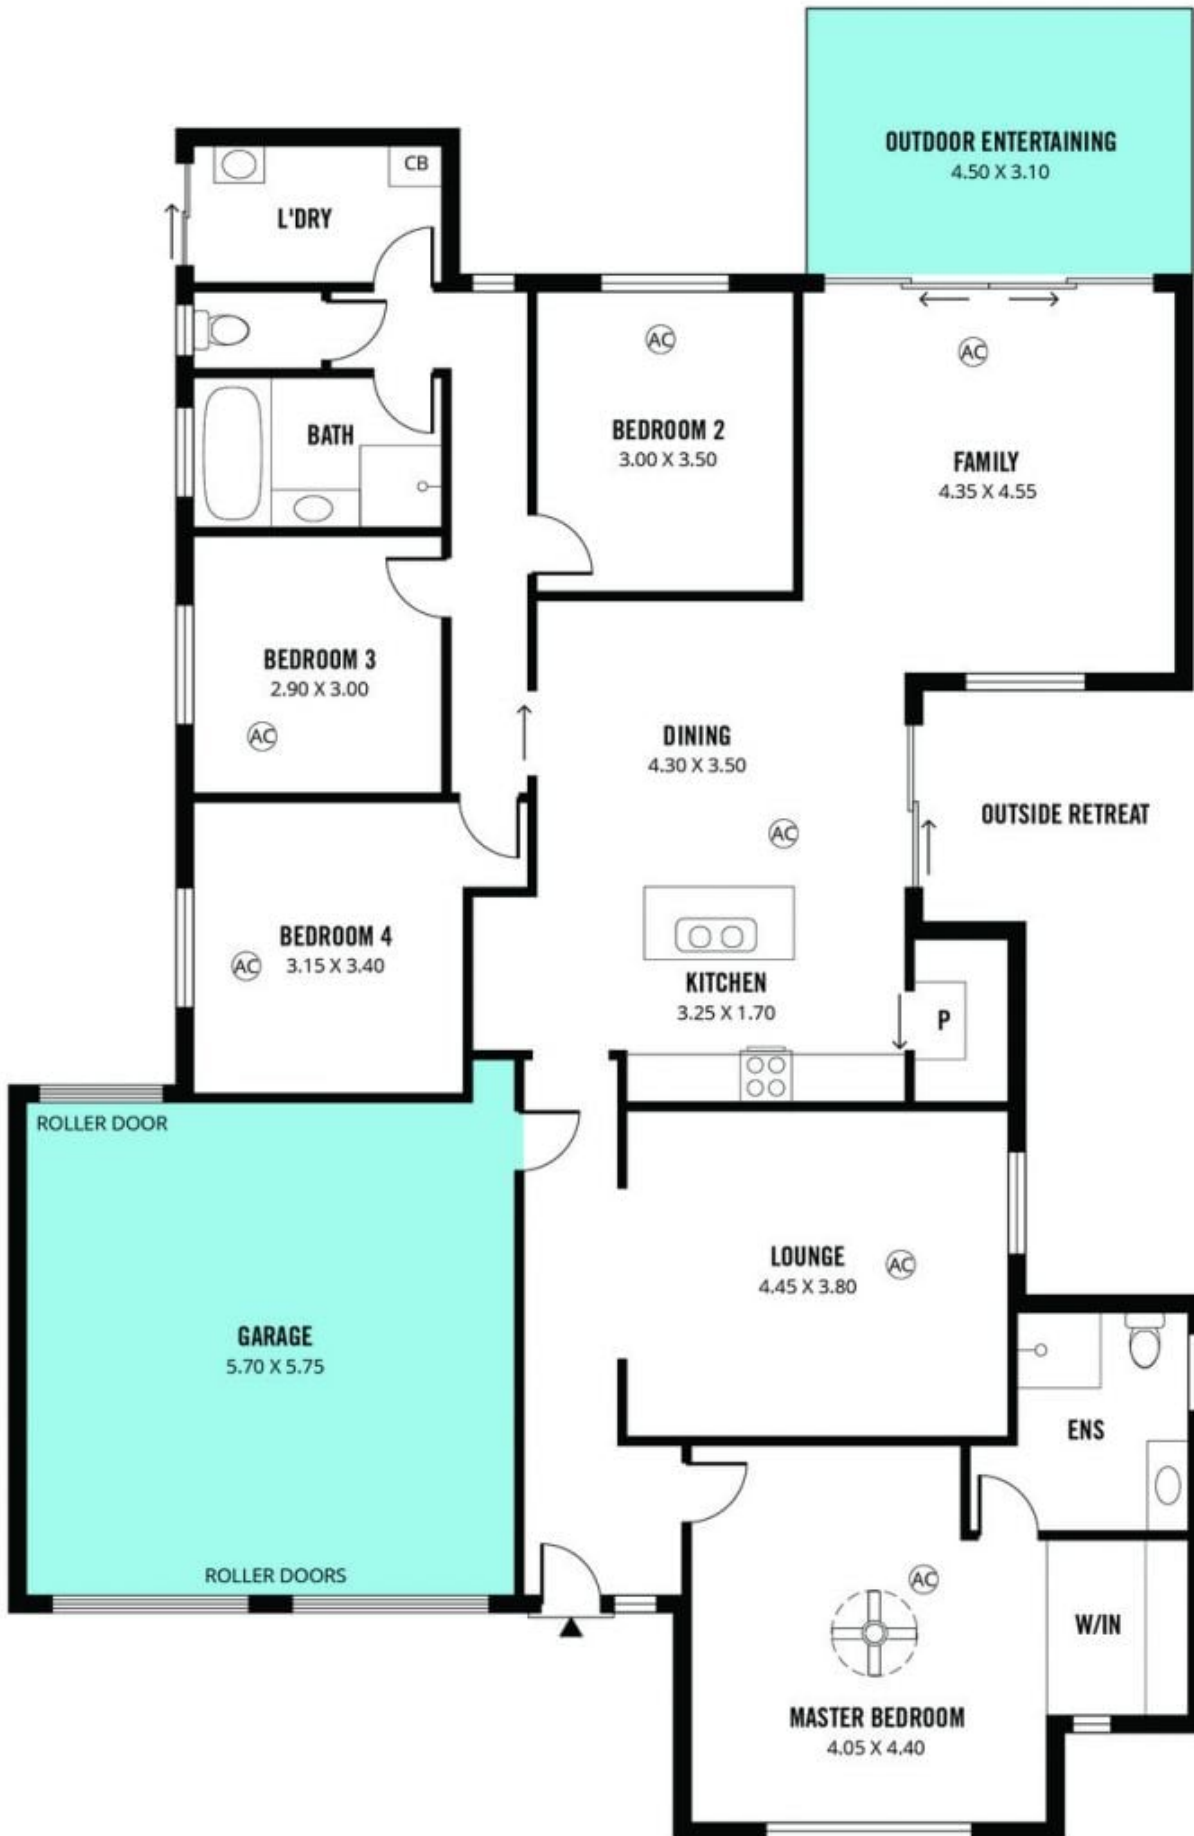 OUTDOOR ENTERTAINING
4.50 X 3.10
CB
L'DRY
AC
AC
BATH
BEDROOM 2
3.00 X 3.50
FAMILY
4.35 X 4.55
BEDROOM 3
2.90 X 3.00
AC
DINING
4.30 X 3.50
AC
OUTSIDE RETREAT
BEDROOM 4
3.15 X 3.40
AC
KITCHEN
3.25 X 1.70
P
ROLLER DOOR
LOUNGE
4.45 X 3.80
AC
GARAGE
5.70 X 5.75
ENS
ROLLER DOORS
AC
W/IN
MASTER BEDROOM
4.05 X 4.40